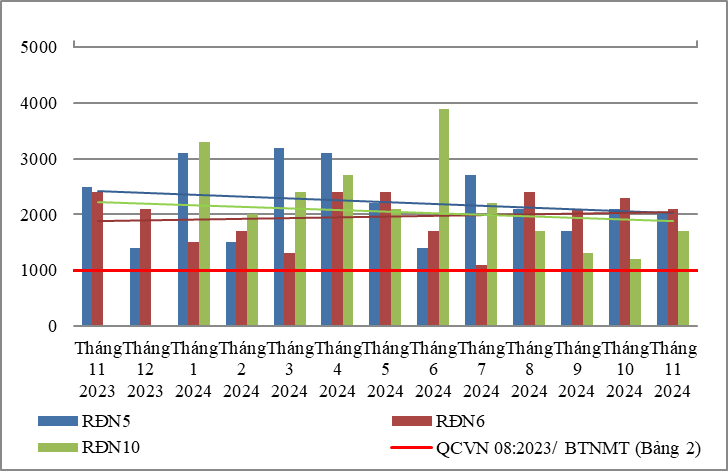 5000
4000
3000
2000
1000
0
Tháng Tháng Tháng Tháng Tháng Tháng Tháng Tháng Tháng Tháng Tháng Tháng Tháng
11 12 1 2 3 4 5 6 7 8 9 10 11
2023 2023 2024 2024 2024 2024 2024 2024 2024 2024 2024 2024 2024
RĐN5 RĐN6
RĐN10 QCVN 08:2023/ BTNMT (Bảng 2)